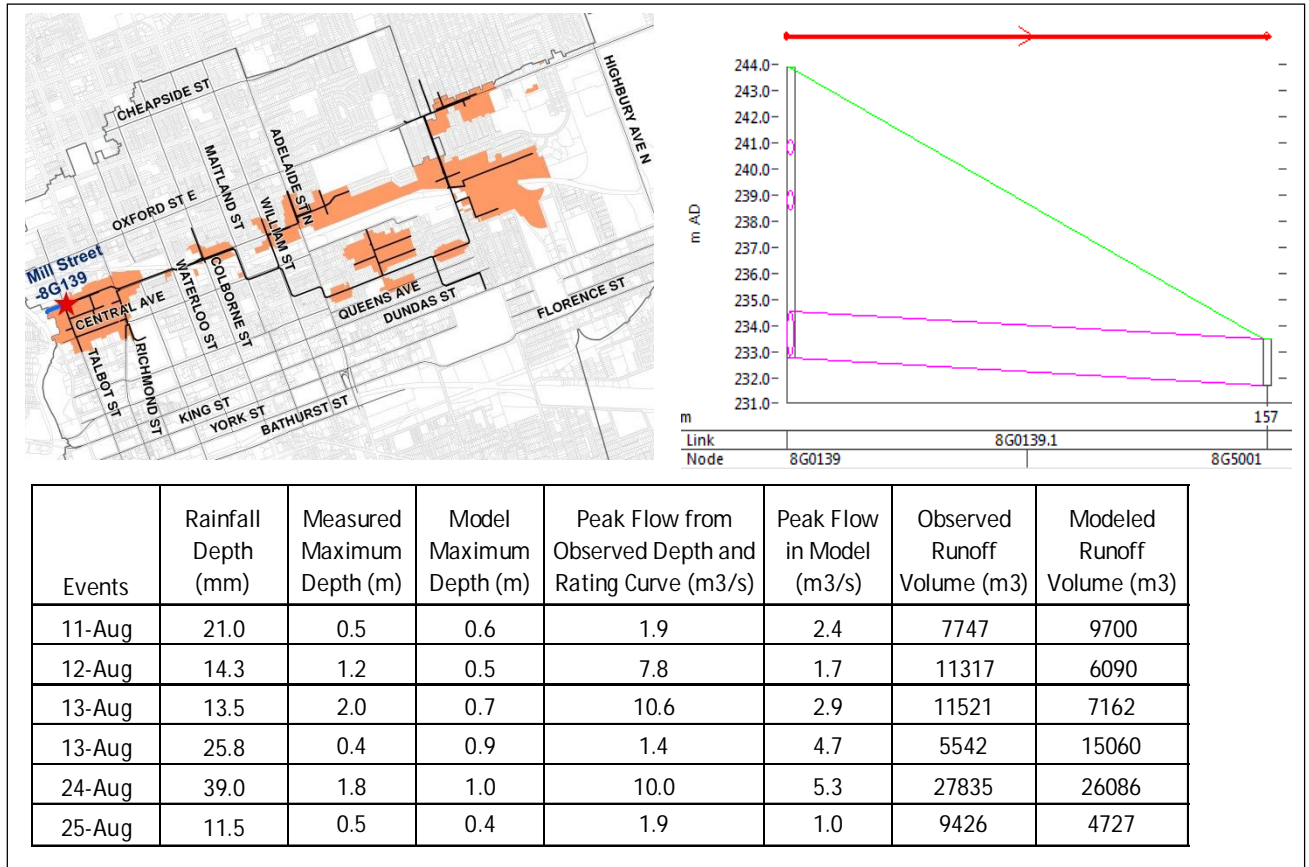 CHEAPSIDE ST
HIGHBURY AVE N
ADELAIDE ST N
MAITLAND ST
OXFORD ST E
WILLIAM ST
Mill Street
-8G139
COLBORNE ST
WATERLOO ST
CENTRAL AVE
QUEENS AVE
DUNDAS ST
FLORENCE ST
TALBOT ST
RICHMOND ST
KING ST
YORK ST
BATHURST ST
244.0
243.0
242.0
241.0
240.0
239.0
238.0
237.0
236.0
235.0
234.0
233.0
232.0
231.0
m AD
m 157
Link 8G0139.1
Node 8G0139 8G5001
Events Rainfall Depth (mm) Measured Maximum Depth (m) Model Maximum Depth (m) Peak Flow from Observed Depth and Rating Curve (m3/s) Peak Flow in Model (m3/s) Observed Runoff Volume (m3) Modeled Runoff Volume (m3)
11-Aug 21.0 0.5 0.6 1.9 2.4 7747 9700
12-Aug 14.3 1.2 0.5 7.8 1.7 11317 6090
13-Aug 13.5 2.0 0.7 10.6 2.9 11521 7162
13-Aug 25.8 0.4 0.9 1.4 4.7 5542 15060
24-Aug 39.0 1.8 1.0 10.0 5.3 27835 26086
25-Aug 11.5 0.5 0.4 1.9 1.0 9426 4727